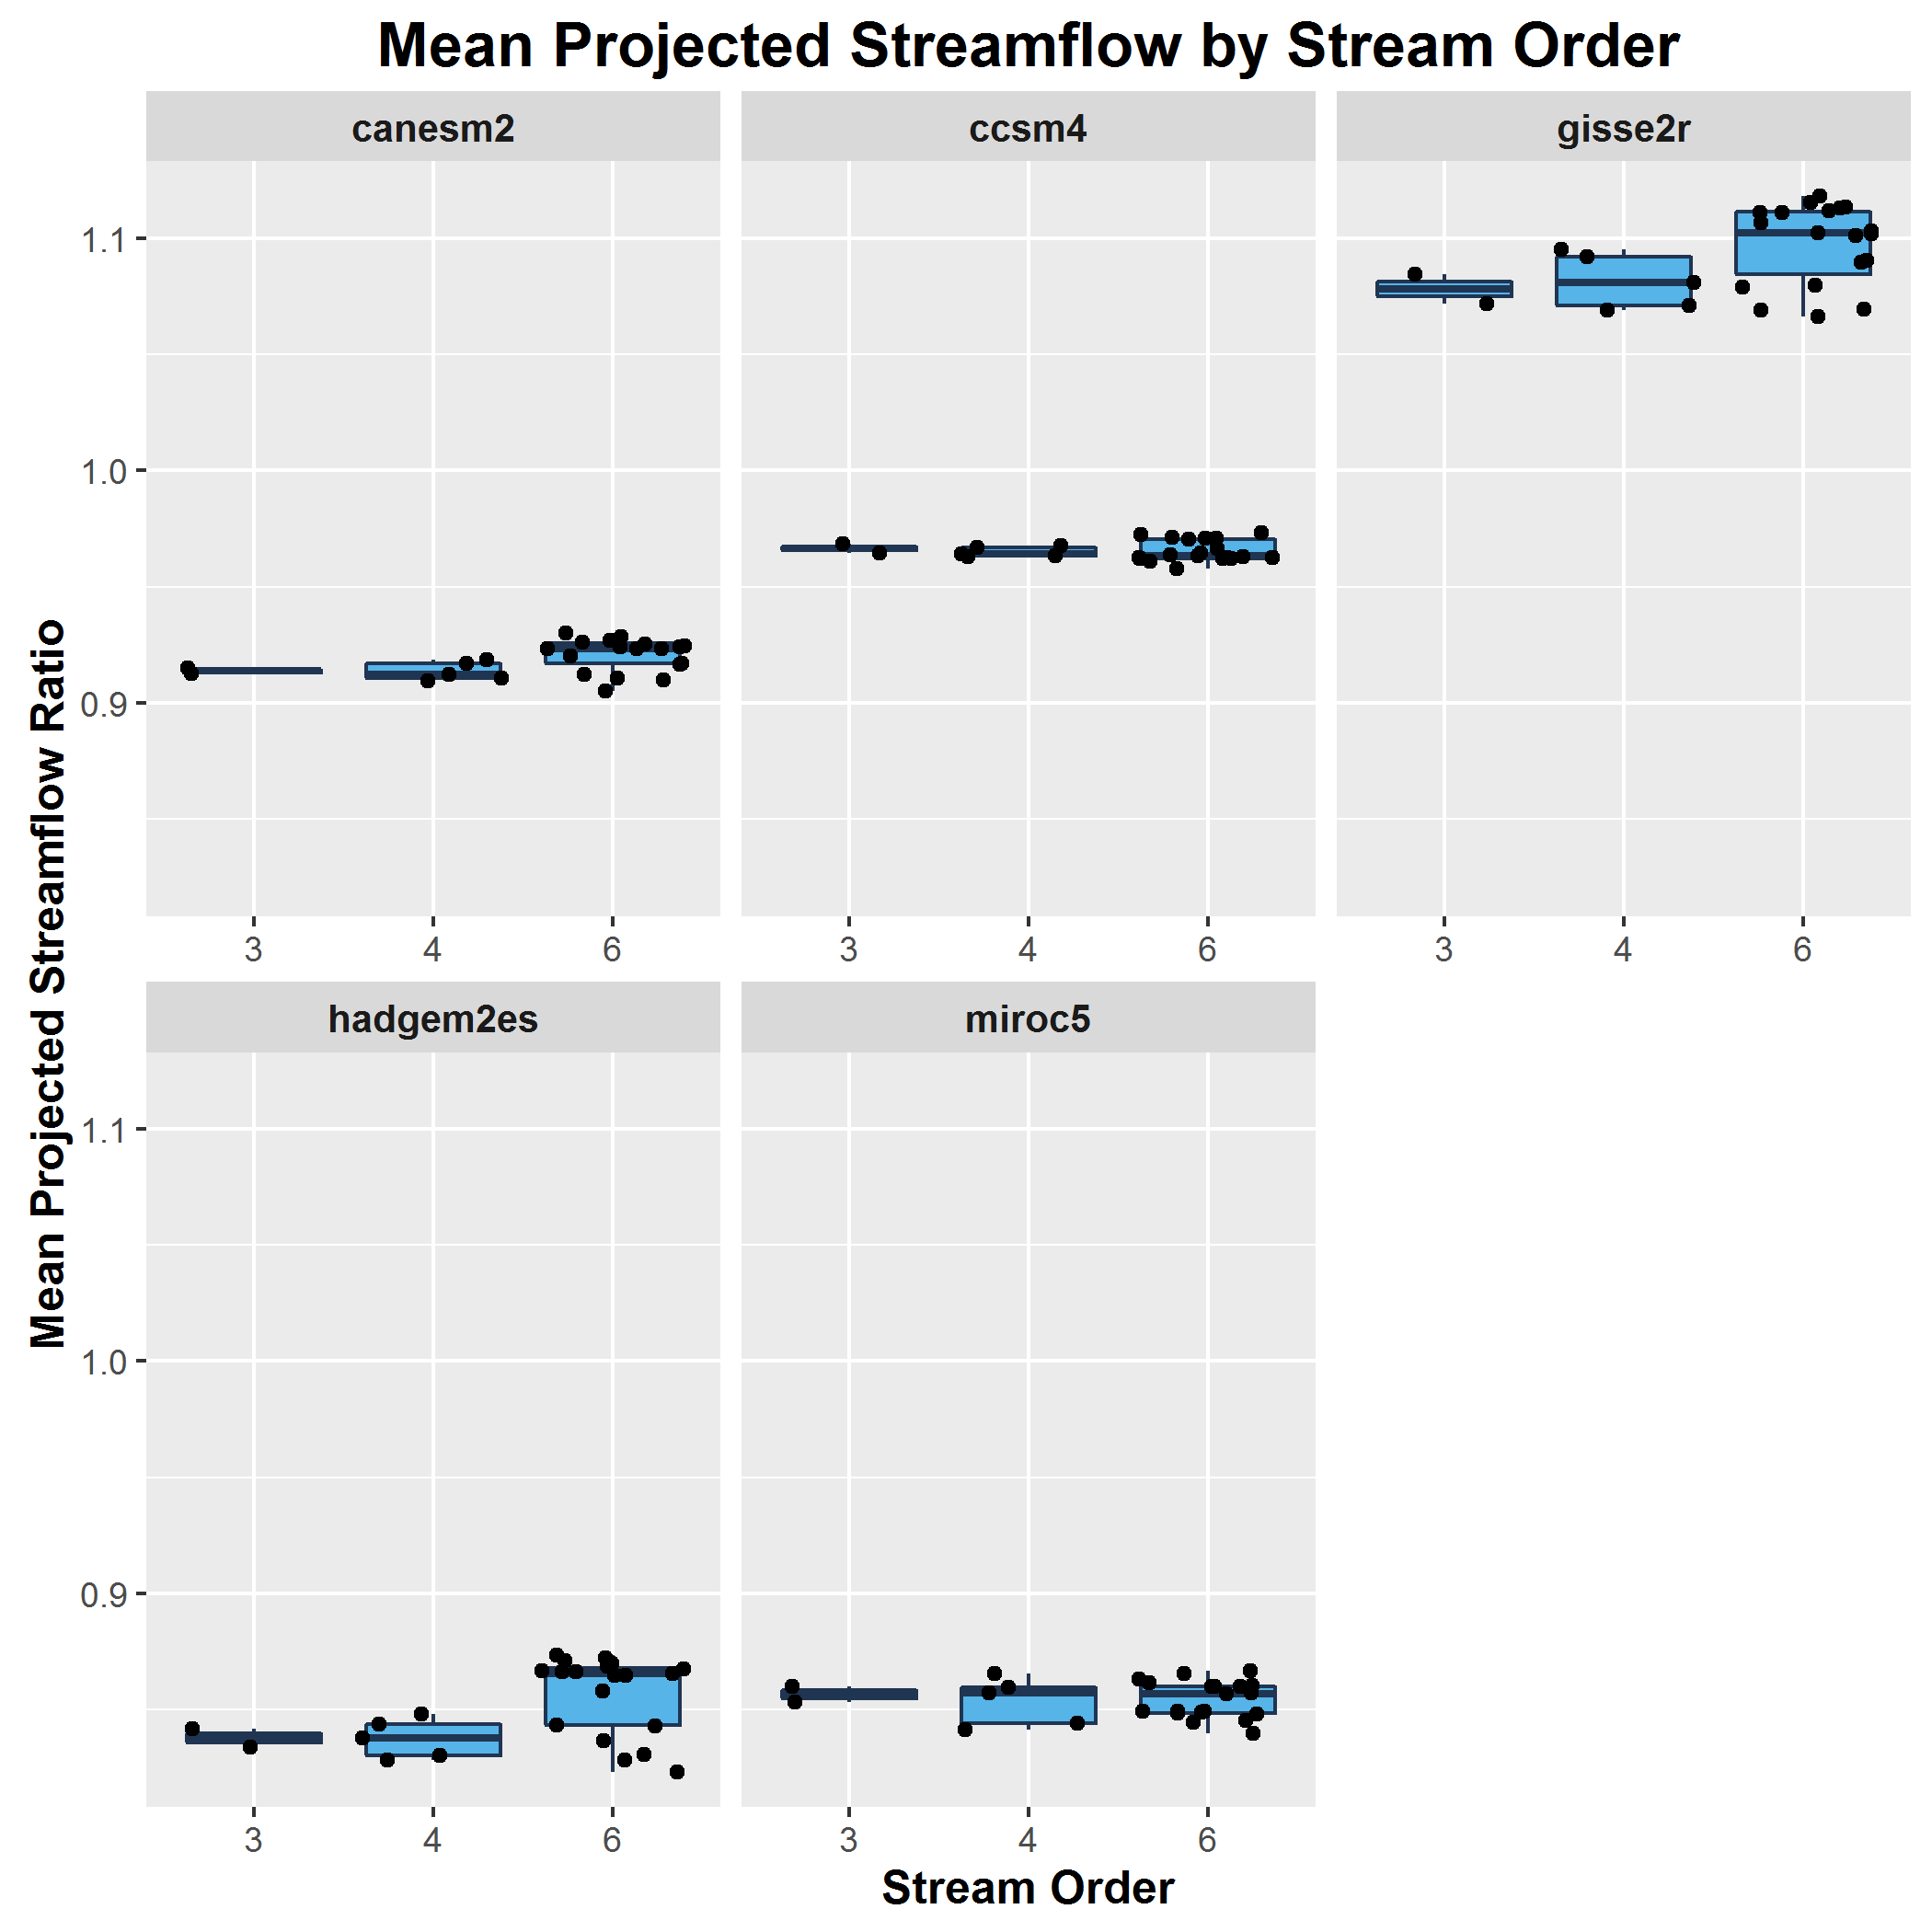 Mean Projected Streamflow by Stream Order
canesm2
ccsm4
gisse2r
1.1
1.0
0.9
3 4 6
3 4 6
3 4 6
Mean Projected Streamflow Ratio
hadgem2es
miroc5
1.1
1.0
0.9
3 4 6
3 4 6
Stream Order